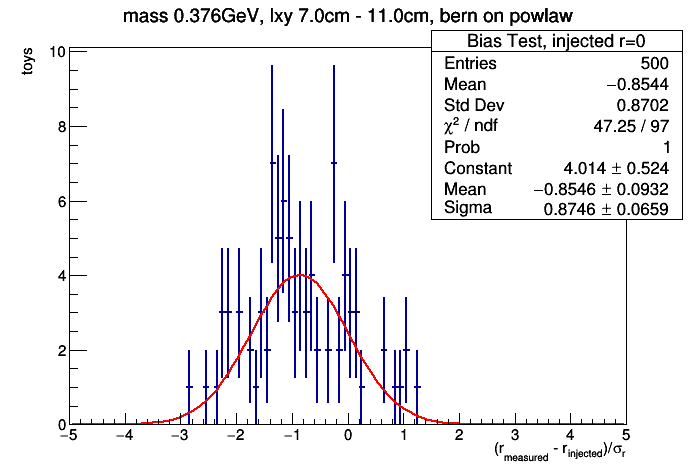 mass 0.376GeV, lxy 7.0cm - 11.0cm, bern on powlaw
Bias Test, injected r=0
Entries 500
Mean −0.8544
Std Dev 0.8702
χ² / ndf 47.25 / 97
Prob 1
Constant 4.014 ± 0.524
Mean −0.8546 ± 0.0932
Sigma 0.8746 ± 0.0659
toys
10
8
6
4
2
0
−5 −4 −3 −2 −1 0 1 2 3 4 5
(r_measured - r_injected)/σ_r